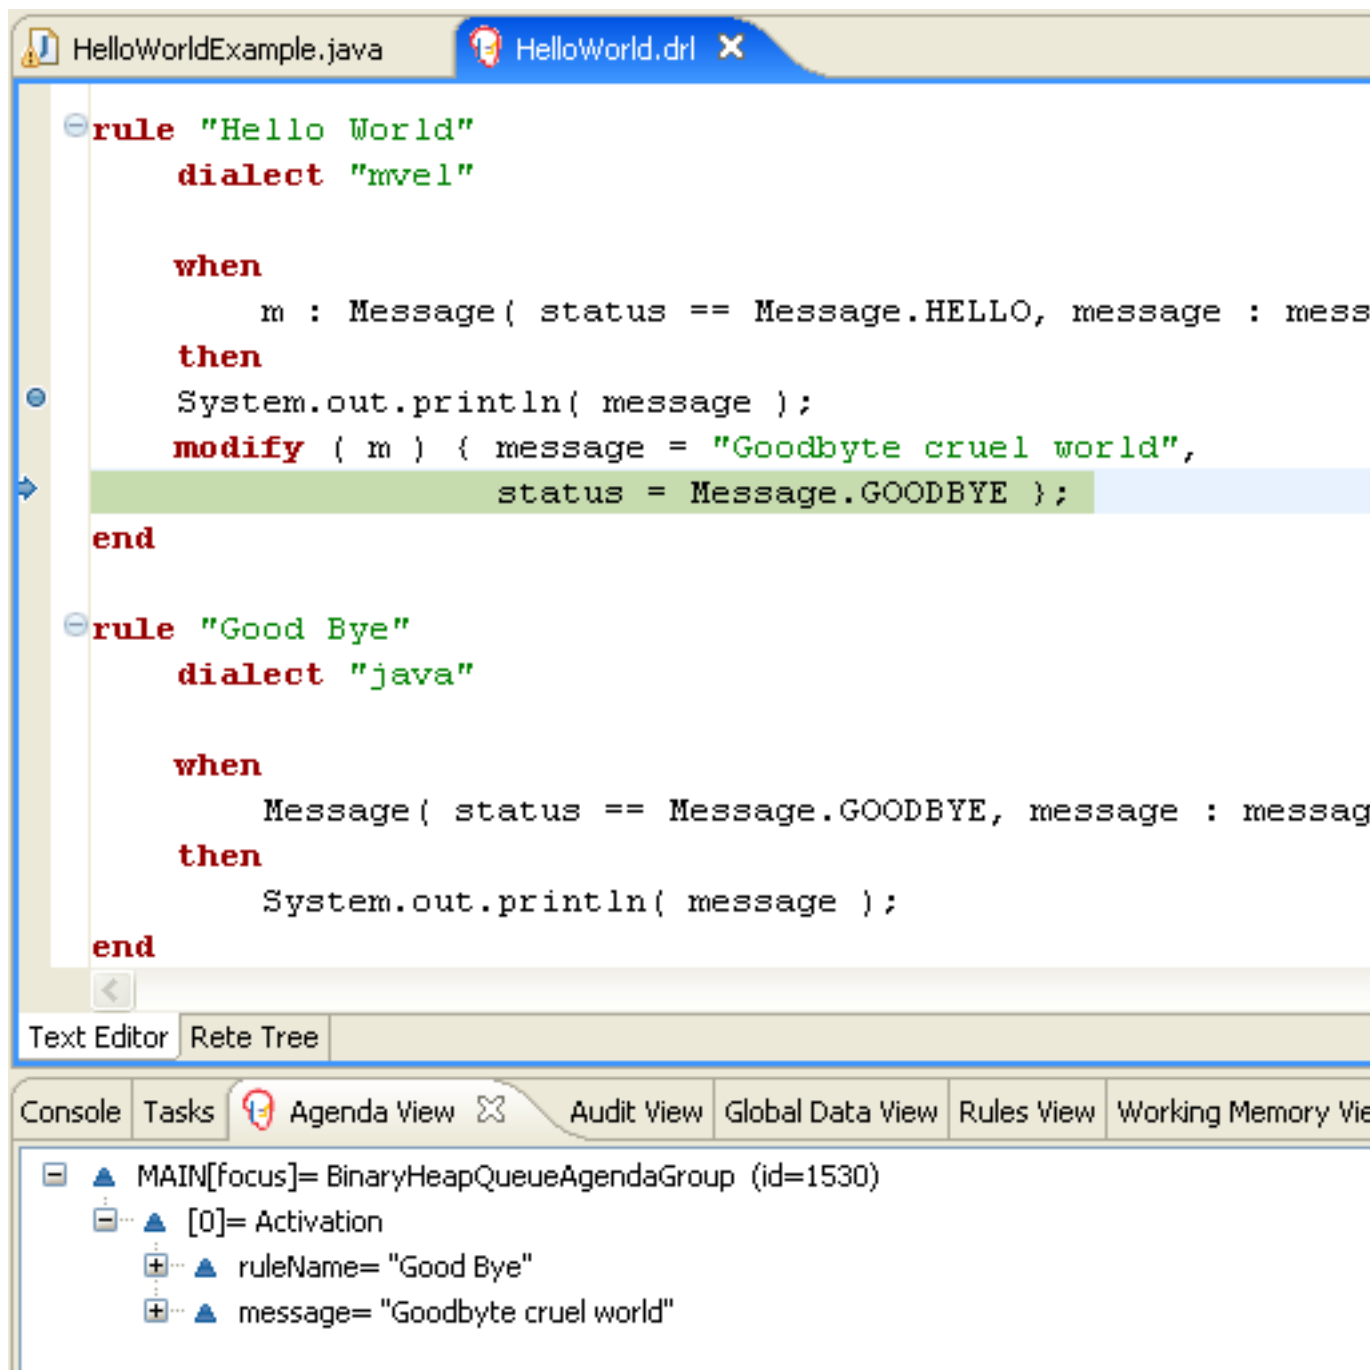 HelloWorldExample.java HelloWorld.drl
rule "Hello World"
dialect "mvel"
when
m : Message( status == Message.HELLO, message : mess
then
System.out.println( message );
modify ( m ) { message = "Goodbyte cruel world",
status = Message.GOODBYE };
end
rule "Good Bye"
dialect "java"
when
Message( status == Message.GOODBYE, message : messag
then
System.out.println( message );
end
Text Editor Rete Tree
Console Tasks Agenda View Audit View Global Data View Rules View Working Memory Vie
MAIN[focus]= BinaryHeapQueueAgendaGroup (id=1530)
[0]= Activation
ruleName= "Good Bye"
message= "Goodbyte cruel world"